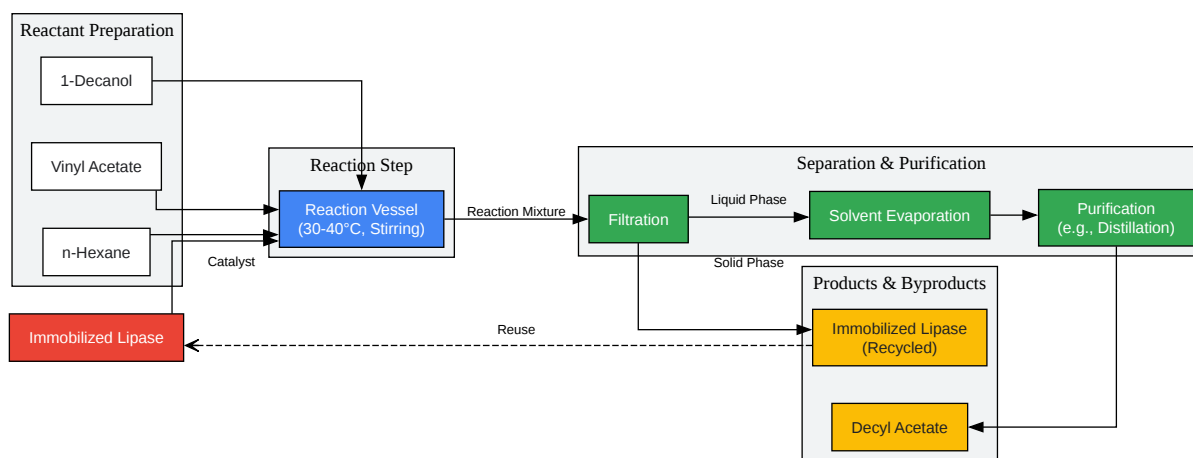 Reactant Preparation
1-Decanol
Vinyl Acetate
n-Hexane
Immobilized Lipase
Catalyst
Reaction Step
Reaction Vessel
(30-40°C, Stirring)
Reaction Mixture
Separation & Purification
Filtration
Liquid Phase
Solvent Evaporation
Purification
(e.g., Distillation)
Solid Phase
Products & Byproducts
Immobilized Lipase
(Recycled)
Reuse
Decyl Acetate